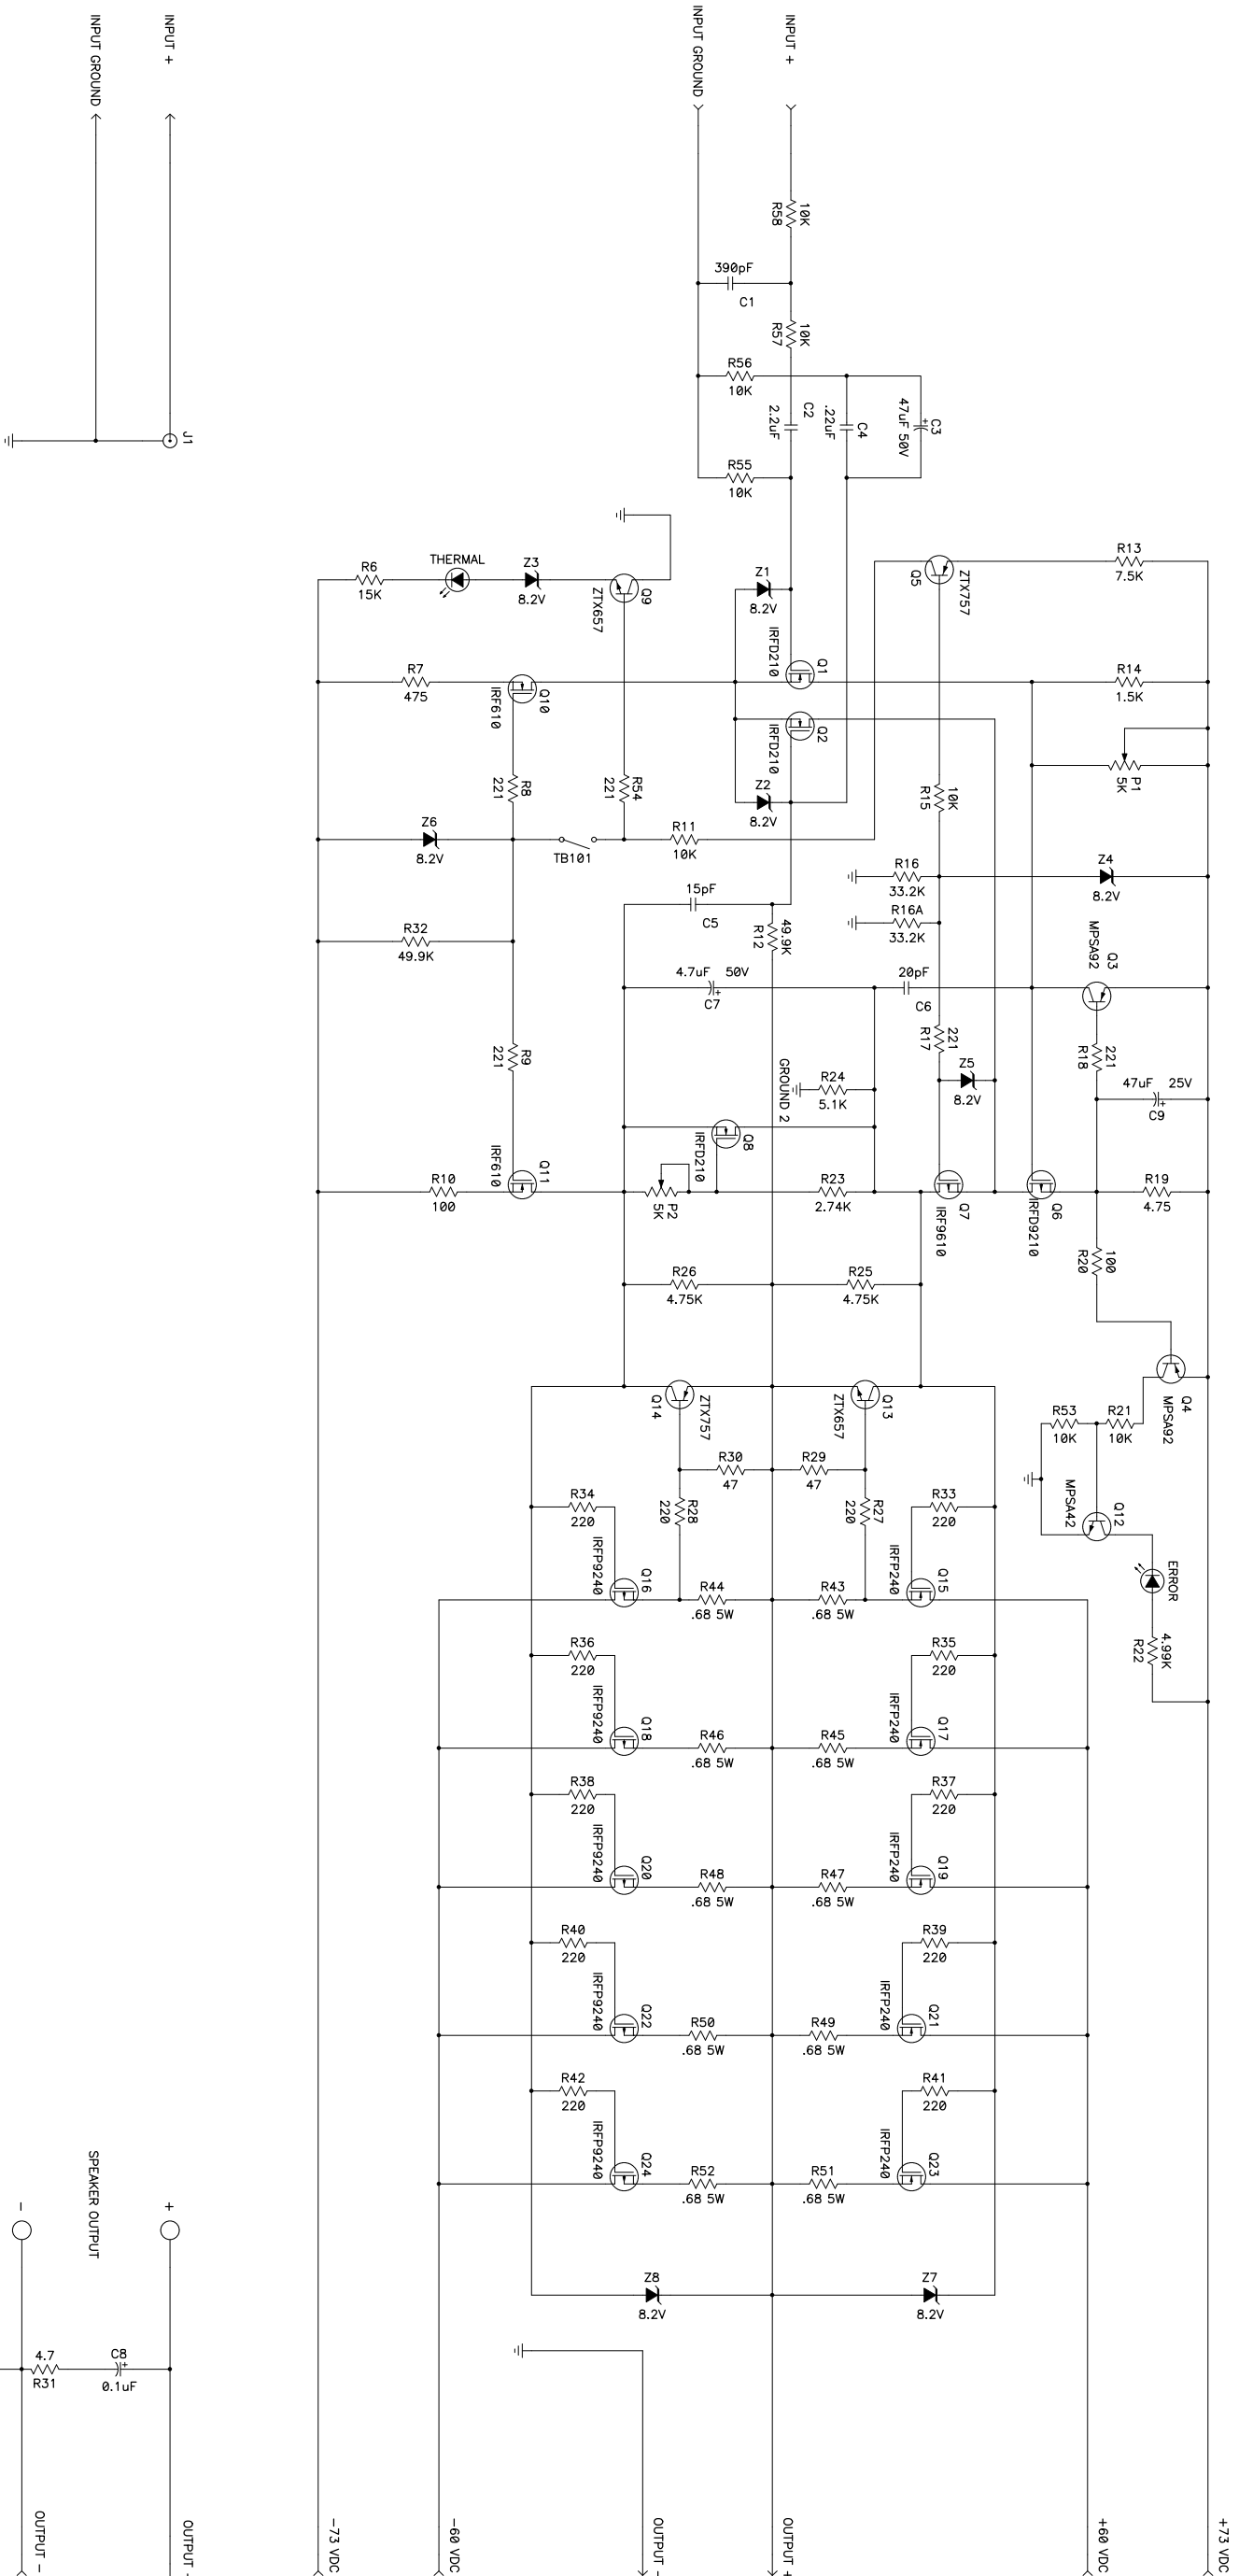 INPUT +
INPUT GROUND
J1
INPUT +
INPUT GROUND
10K
R58
390pF
C1
10K
R57
R56
10K
C2
2.2uF
C4
.22uF
C3
+
47uF 50V
R55
10K
R13
7.5K
ZTX757
Q5
R14
1.5K
P1
5K
THERMAL
R6
15K
Z3
8.2V
Q9
ZTX657
Z1
8.2V
Q1
IRFD210
Q2
IRFD210
R7
475
Q10
IRF610
R8
221
R54
221
Z2
8.2V
10K
R15
Z6
8.2V
TB101
R11
10K
R16
33.2K
Z4
8.2V
R16A
33.2K
R32
49.9K
15pF
C5
49.9K
R12
Q3
MPSA92
4.7uF 50V
+
C7
20pF
C6
221
R17
221
R18
R9
221
Z5
8.2V
47uF 25V
+
C9
GROUND 2
R24
5.1K
Q8
IRFD210
R10
100
Q11
IRF610
P2
5K
R23
2.74K
Q7
IRF9610
Q6
IRFD9210
R19
4.75
100
R20
R26
4.75K
R25
4.75K
Q4
MPSA92
Q14
ZTX757
Q13
ZTX657
R53
10K
R21
10K
R30
47
R29
47
R34
220
R28
220
R27
220
R33
220
MPSA42
Q12
ERROR
4.99K
R22
IRFP9240
Q16
R44
.68 5W
R43
.68 5W
IRFP240
Q15
R36
220
R35
220
IRFP9240
Q18
R46
.68 5W
R45
.68 5W
IRFP240
Q17
R38
220
R37
220
IRFP9240
Q20
R48
.68 5W
R47
.68 5W
IRFP240
Q19
R40
220
R39
220
IRFP9240
Q22
R50
.68 5W
R49
.68 5W
IRFP240
Q21
R42
220
R41
220
IRFP9240
Q24
R52
.68 5W
R51
.68 5W
IRFP240
Q23
SPEAKER OUTPUT
-
+
Z8
8.2V
Z7
8.2V
4.7
R31
C8
+
0.1uF
OUTPUT -
OUTPUT
-73 VDC
-60 VDC
OUTPUT -
OUTPUT +
+60 VDC
+73 VDC